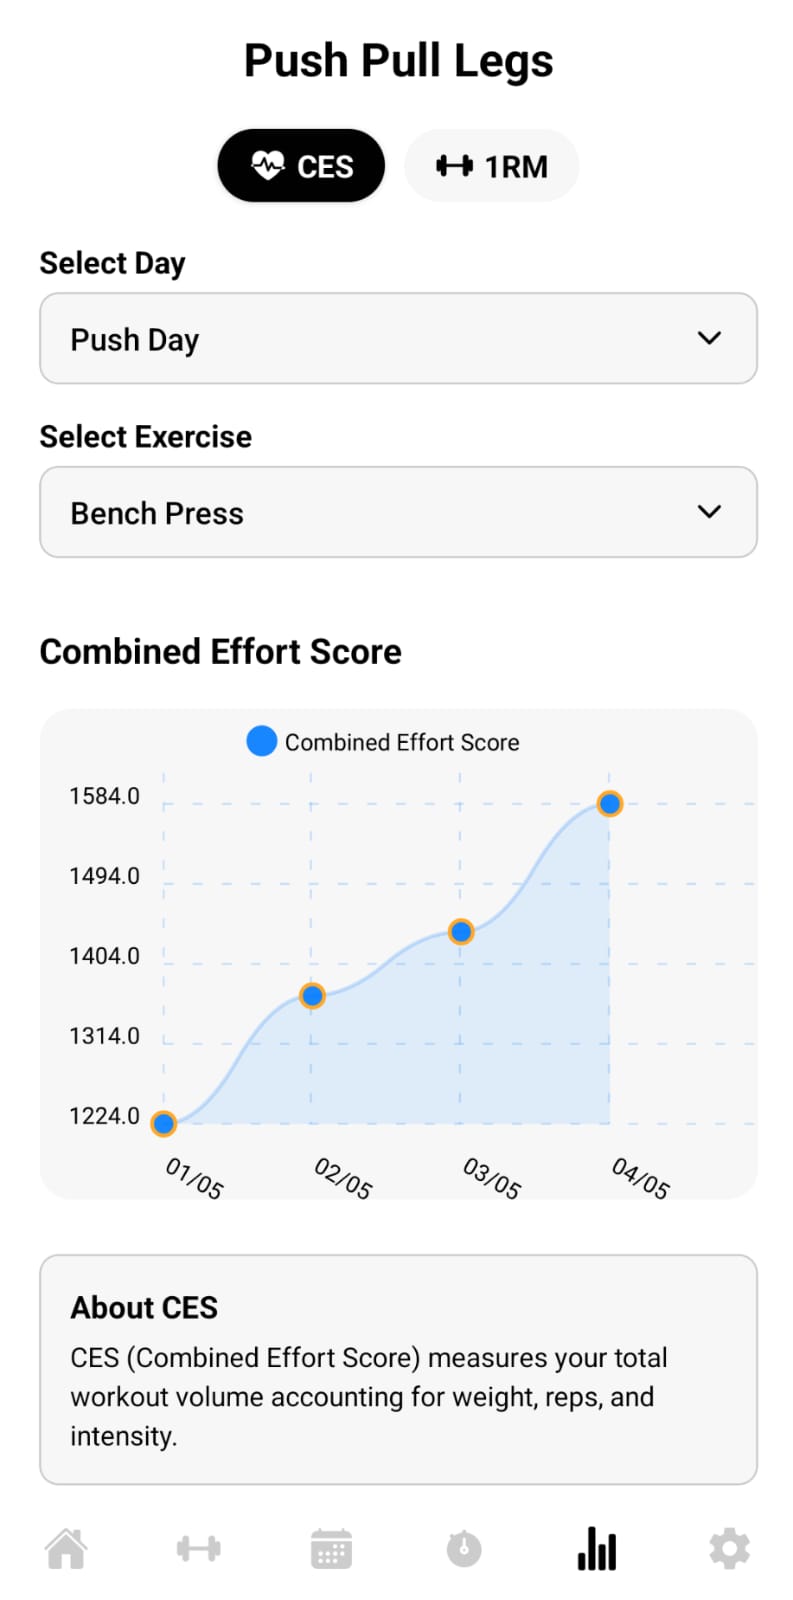 Push Pull Legs
CES
1RM
Select Day
Push Day
Select Exercise
Bench Press
Combined Effort Score
Combined Effort Score
1584.0
1494.0
1404.0
1314.0
1224.0
01/05
02/05
03/05
04/05
About CES
CES (Combined Effort Score) measures your total
workout volume accounting for weight, reps, and
intensity.